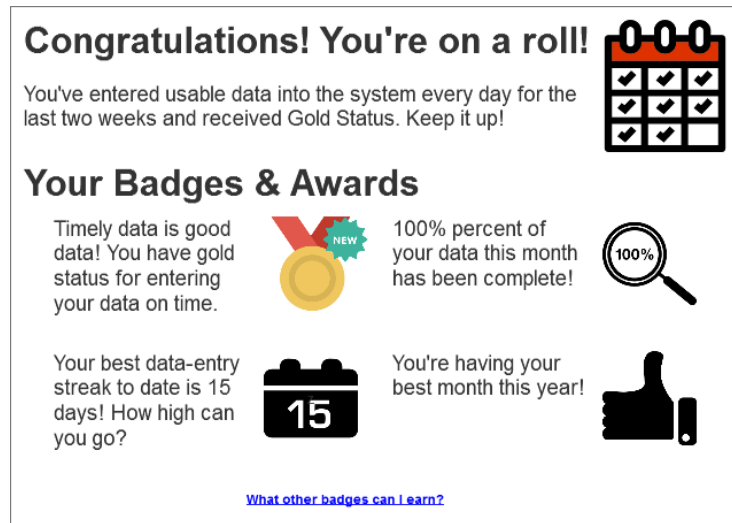 Congratulations! You're on a roll!
You've entered usable data into the system every day for the
last two weeks and received Gold Status. Keep it up!
Your Badges & Awards
Timely data is good
data! You have gold
status for entering
your data on time.
NEW
100% percent of
your data this month
has been complete!
100%
Your best data-entry
streak to date is 15
days! How high can
you go?
15
You're having your
best month this year!
What other badges can I earn?